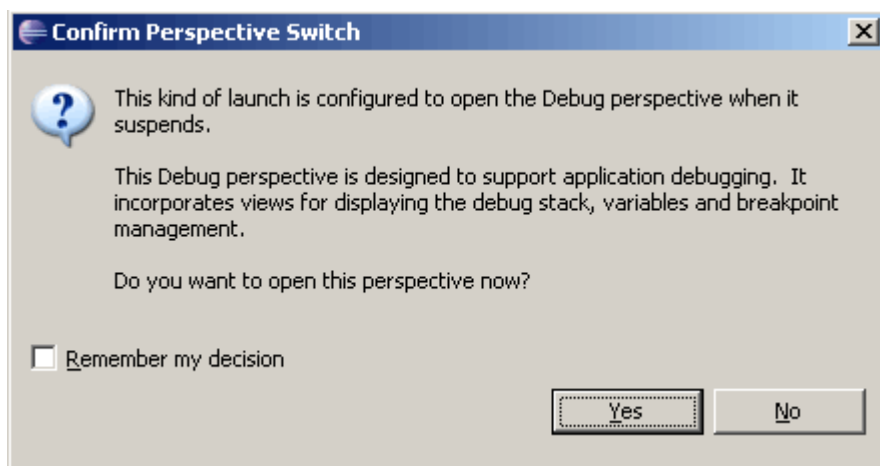 Confirm Perspective Switch
This kind of launch is configured to open the Debug perspective when it
suspends.
This Debug perspective is designed to support application debugging. It
incorporates views for displaying the debug stack, variables and breakpoint
management.
Do you want to open this perspective now?
Remember my decision
Yes No